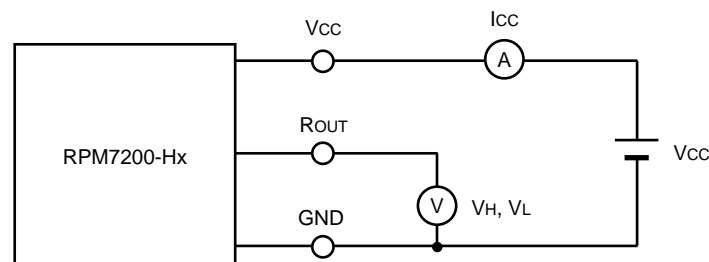 VCC
ICC
A
ROUT
RPM7200-Hx
VCC
V
VH, VL
GND